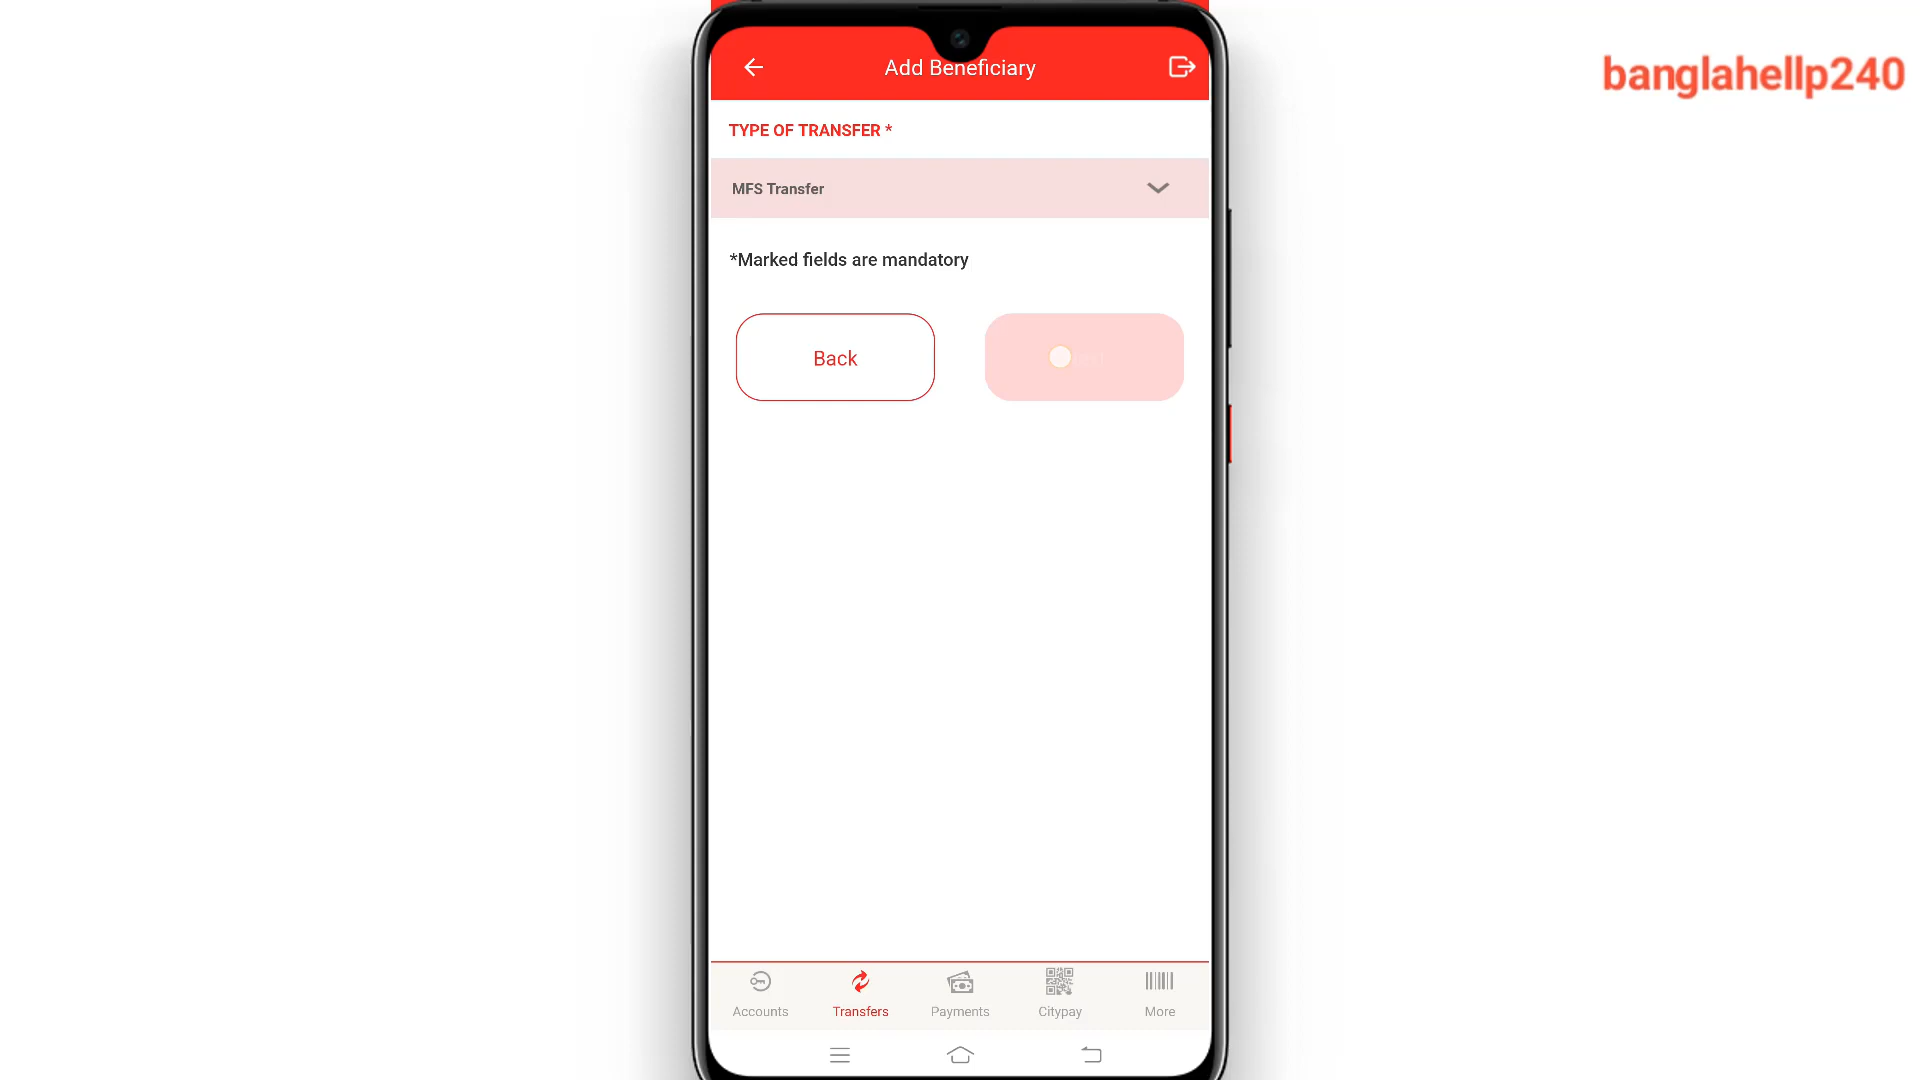 banglahellp240
Add Beneficiary
TYPE OF TRANSFER *
MFS Transfer
*Marked fields are mandatory
Back
Accounts
Transfers
Payments
Citypay
More